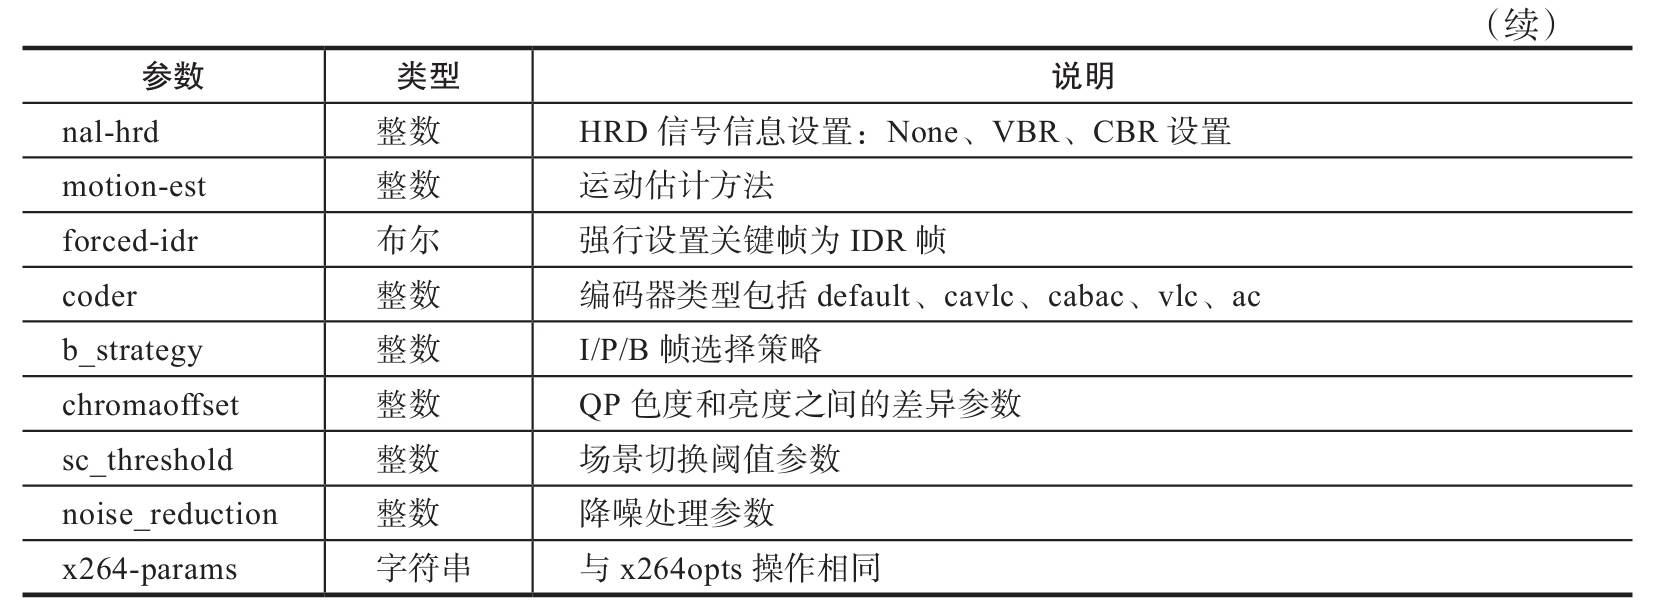 （续）
参数 类型 说明
nal-hrd 整数 HRD 信号信息设置：None、VBR、CBR 设置
motion-est 整数 运动估计方法
forced-idr 布尔 强行设置关键帧为 IDR 帧
coder 整数 编码器类型包括 default、cavlc、cabac、vlc、ac
b_strategy 整数 I/P/B 帧选择策略
chromaoffset 整数 QP 色度和亮度之间的差异参数
sc_threshold 整数 场景切换阈值参数
noise_reduction 整数 降噪处理参数
x264-params 字符串 与 x264opts 操作相同